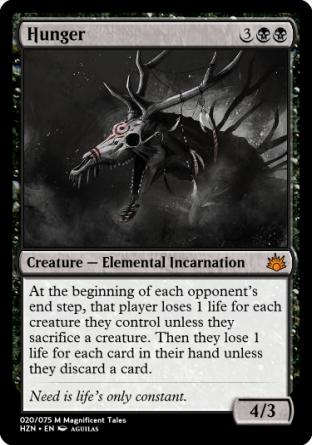 Hunger 3
Creature — Elemental Incarnation
At the beginning of each opponent's
end step, that player loses 1 life for each
creature they control unless they
sacrifice a creature. Then they lose 1
life for each card in their hand unless
they discard a card.
Need is life's only constant.
4/3
020/075 M Magnificent Tales
HZN • EN AGUILAS